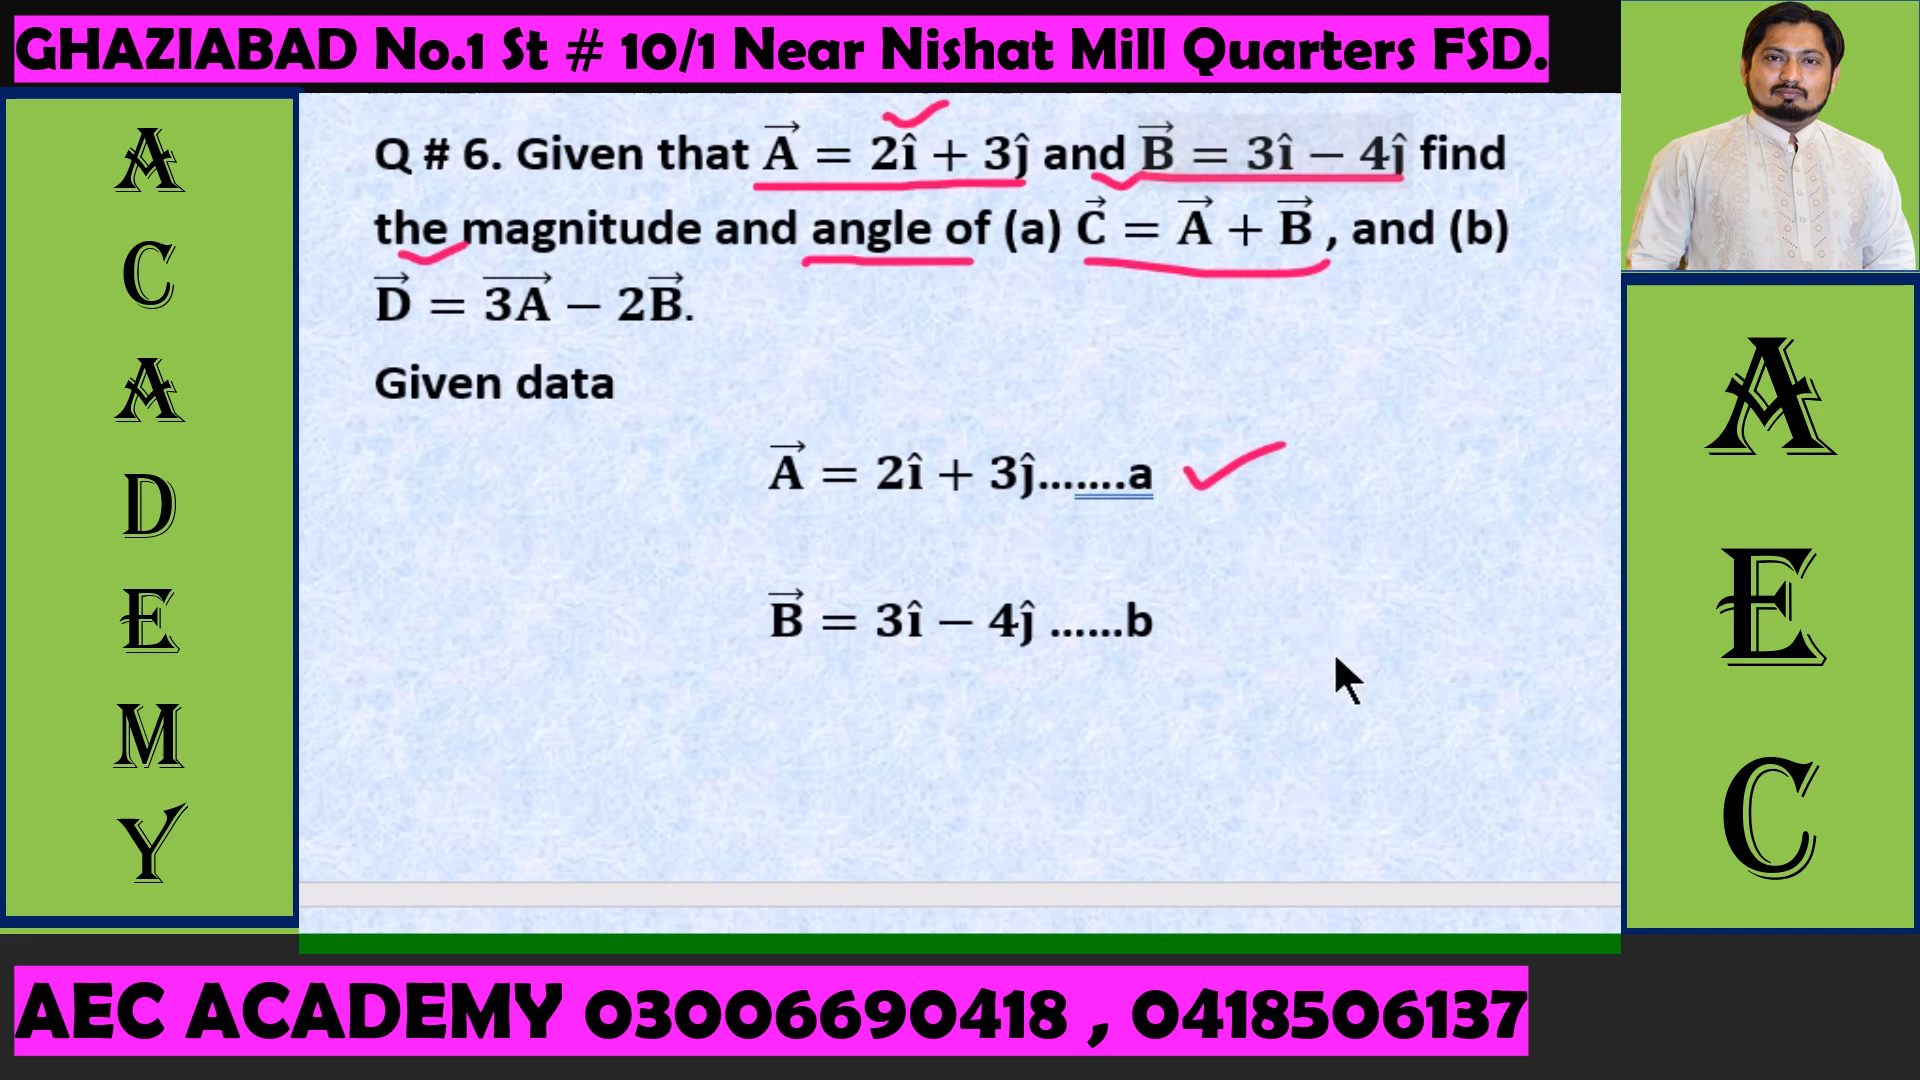 GHAZIABAD No.1 St # 10/1 Near Nishat Mill Quarters FSD.
ACADEMY
Q # 6. Given that A⃗ = 2î + 3ĵ and B⃗ = 3î − 4ĵ find
the magnitude and angle of (a) C⃗ = A⃗ + B⃗ , and (b)
D⃗ = 3A⃗ − 2B⃗.
Given data
A⃗ = 2î + 3ĵ.......a
B⃗ = 3î − 4ĵ ......b
AEC
AEC ACADEMY 03006690418 , 0418506137